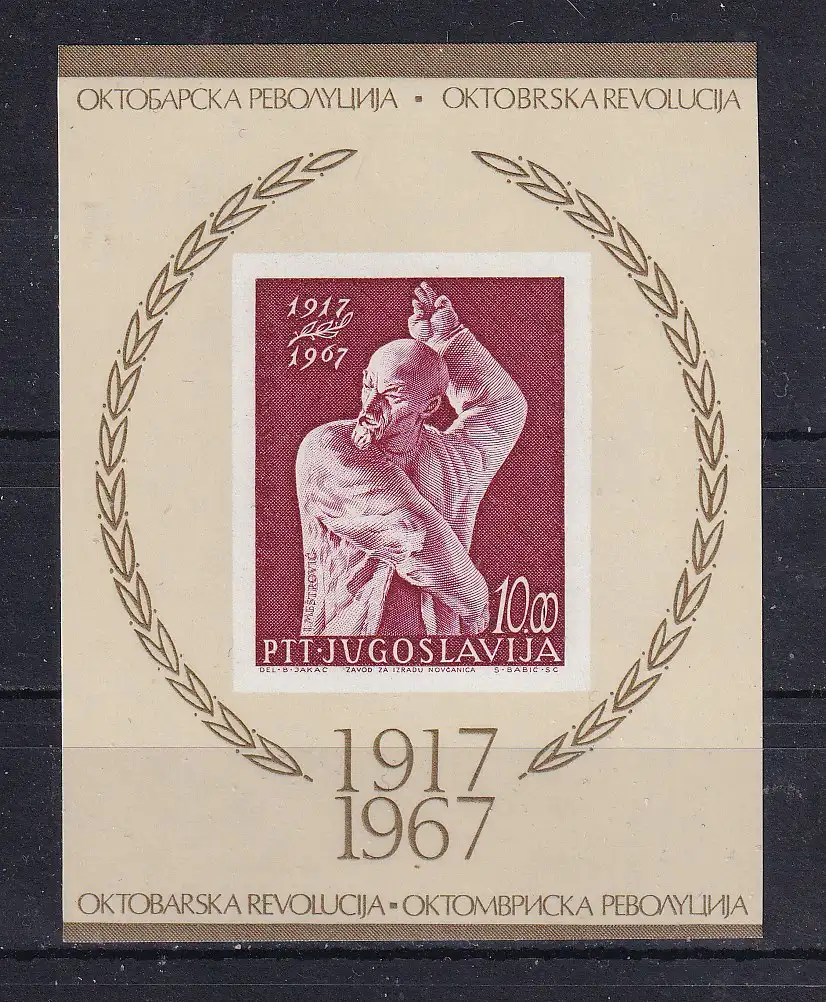 ОКТОБАРСКА РЕВОЛУЦИЈА ▪ OKTOBRSKA REVOLUCIJA
1917
1967
I. MEŠTROVIĆ
10.00
PTT·JUGOSLAVIJA
DEL·B·JAKAC ZAVOD ZA IZRADU NOVČANICA S·BABIĆ·SC
1917
1967
OKTOBARSKA REVOLUCIJA ▪ ОКТОМВРИСКА РЕВОЛУЦИЈА